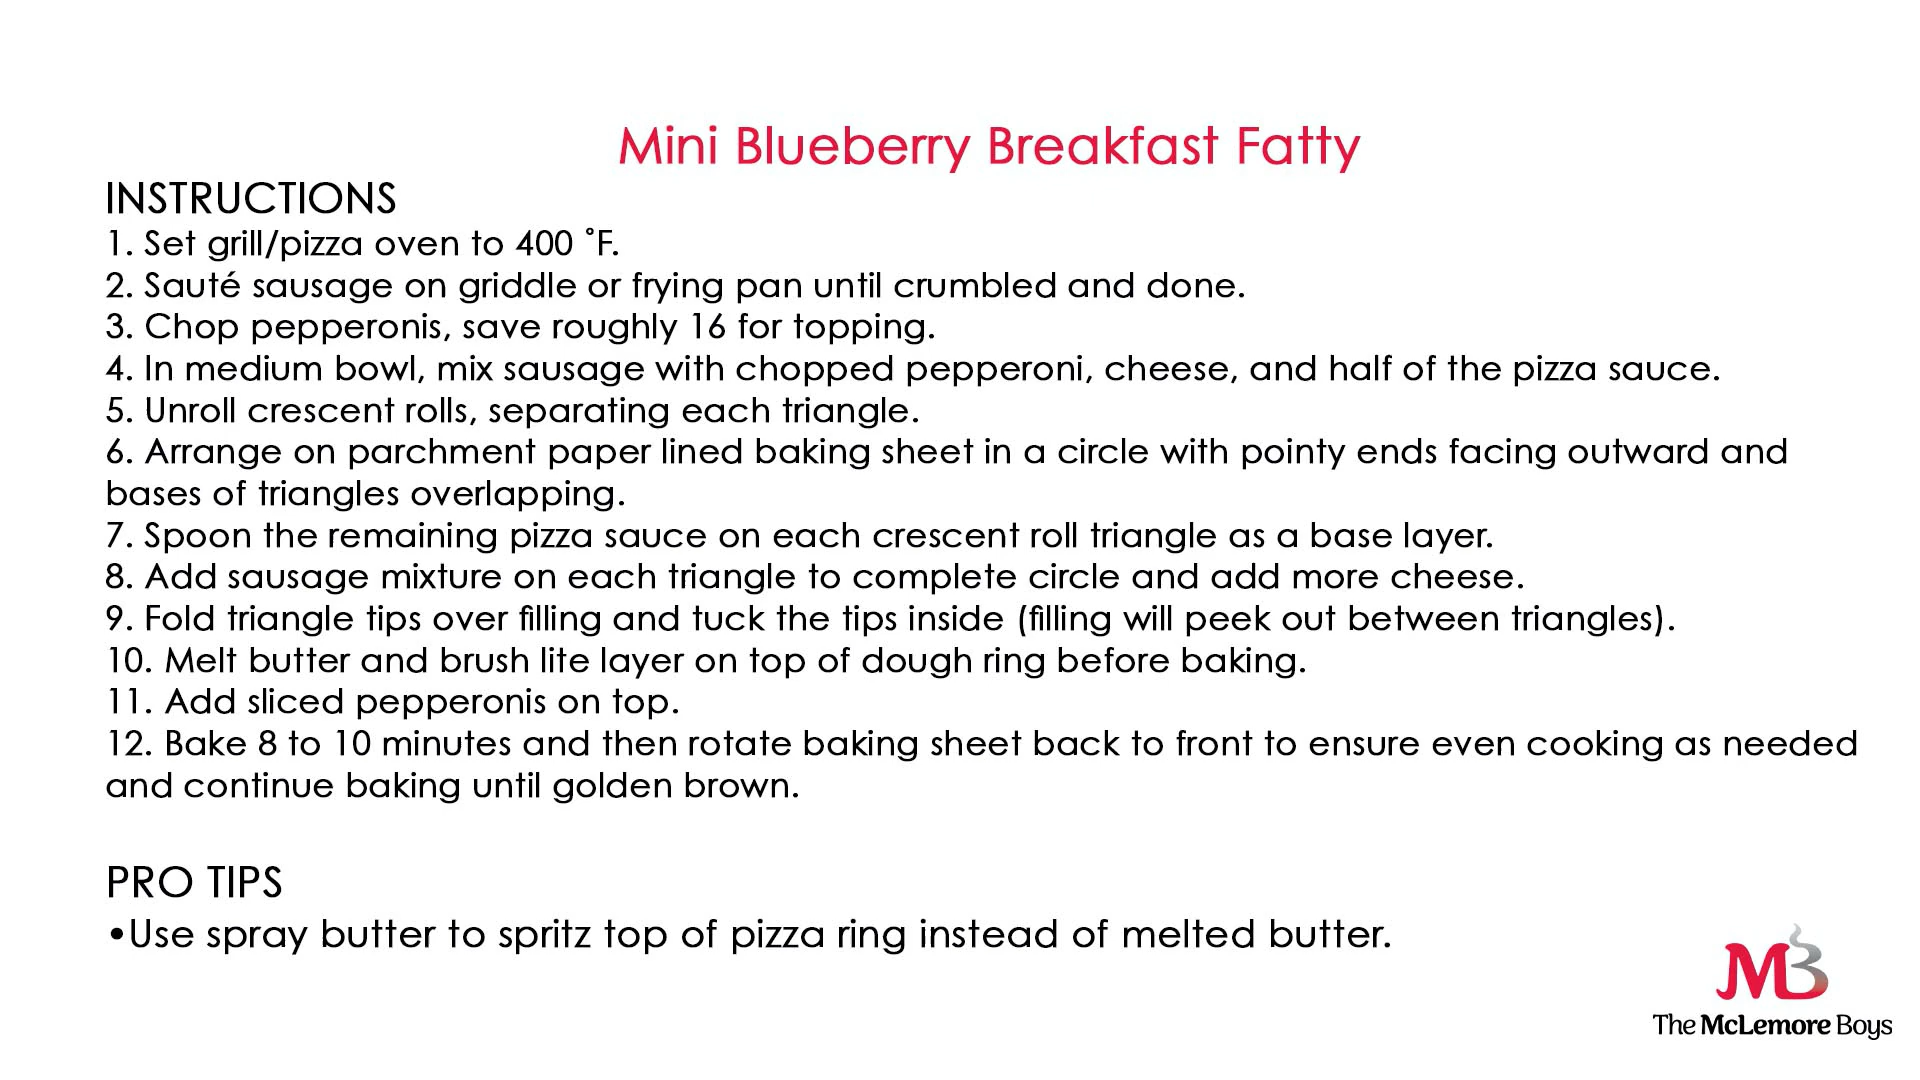 Mini Blueberry Breakfast Fatty
INSTRUCTIONS
1. Set grill/pizza oven to 400 ˚F.
2. Sauté sausage on griddle or frying pan until crumbled and done.
3. Chop pepperonis, save roughly 16 for topping.
4. In medium bowl, mix sausage with chopped pepperoni, cheese, and half of the pizza sauce.
5. Unroll crescent rolls, separating each triangle.
6. Arrange on parchment paper lined baking sheet in a circle with pointy ends facing outward and
bases of triangles overlapping.
7. Spoon the remaining pizza sauce on each crescent roll triangle as a base layer.
8. Add sausage mixture on each triangle to complete circle and add more cheese.
9. Fold triangle tips over filling and tuck the tips inside (filling will peek out between triangles).
10. Melt butter and brush lite layer on top of dough ring before baking.
11. Add sliced pepperonis on top.
12. Bake 8 to 10 minutes and then rotate baking sheet back to front to ensure even cooking as needed
and continue baking until golden brown.
PRO TIPS
•Use spray butter to spritz top of pizza ring instead of melted butter.
MB
The McLemore Boys